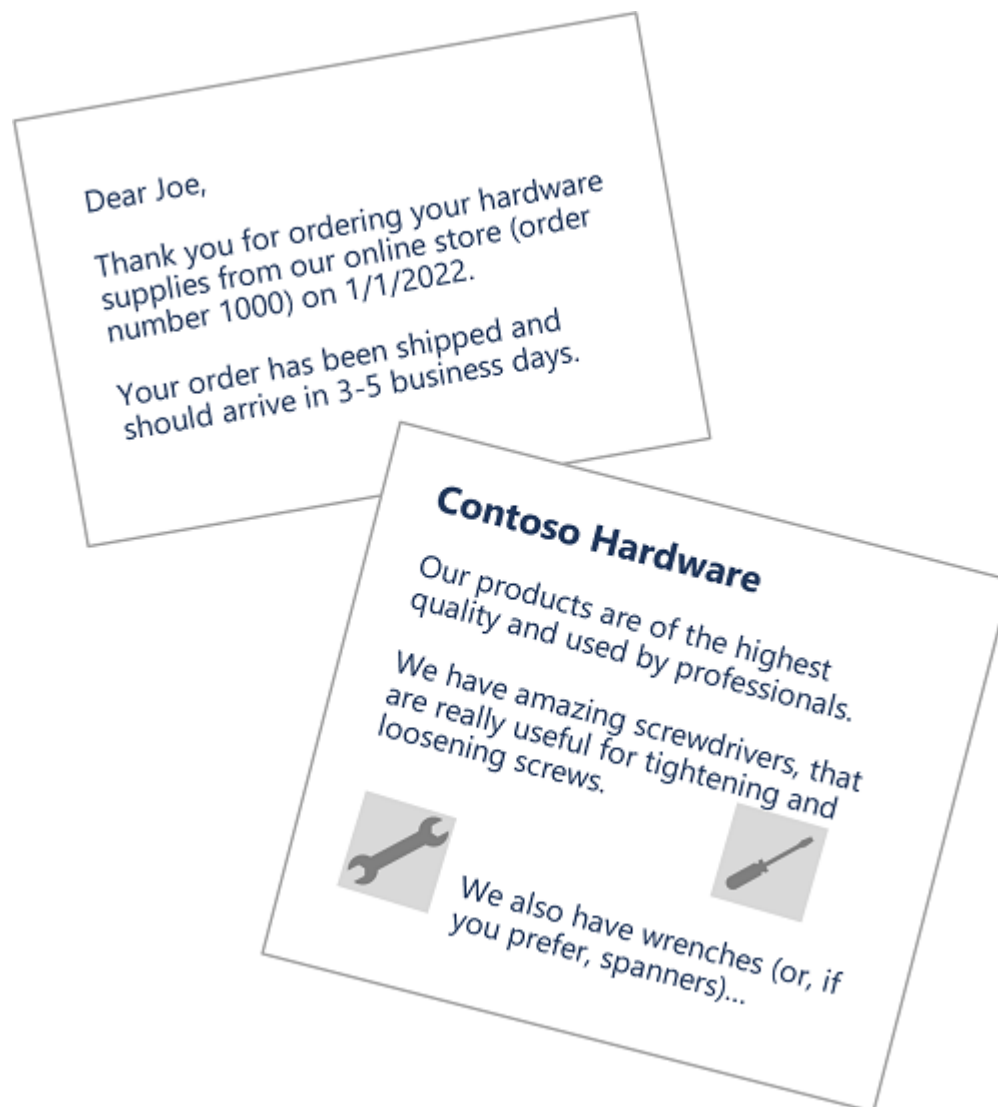 Dear Joe,
Thank you for ordering your hardware
supplies from our online store (order
number 1000) on 1/1/2022.
Your order has been shipped and
should arrive in 3-5 business days.
Contoso Hardware
Our products are of the highest
quality and used by professionals.
We have amazing screwdrivers, that
are really useful for tightening and
loosening screws.
We also have wrenches (or, if
you prefer, spanners)...